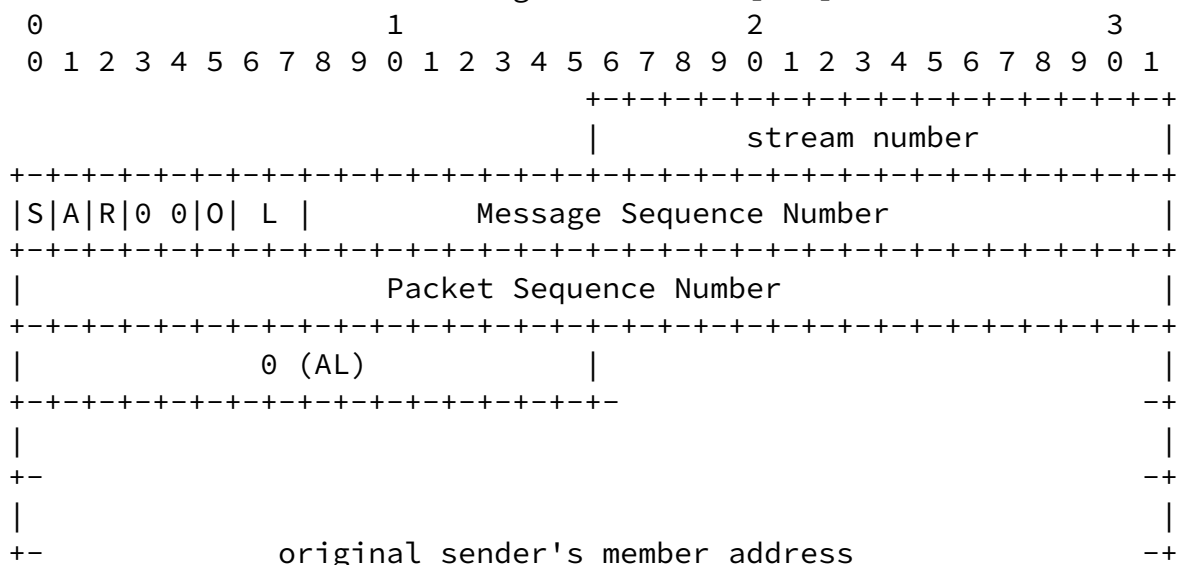 0                   1                   2                   3
0 1 2 3 4 5 6 7 8 9 0 1 2 3 4 5 6 7 8 9 0 1 2 3 4 5 6 7 8 9 0 1
                                +-+-+-+-+-+-+-+-+-+-+-+-+-+-+-+-+
                                |        stream number          |
+-+-+-+-+-+-+-+-+-+-+-+-+-+-+-+-+-+-+-+-+-+-+-+-+-+-+-+-+-+-+-+-+
|S|A|R|0 0|O| L |         Message Sequence Number               |
+-+-+-+-+-+-+-+-+-+-+-+-+-+-+-+-+-+-+-+-+-+-+-+-+-+-+-+-+-+-+-+-+
|                    Packet Sequence Number                     |
+-+-+-+-+-+-+-+-+-+-+-+-+-+-+-+-+-+-+-+-+-+-+-+-+-+-+-+-+-+-+-+-+
|             0 (AL)            |                               |
+-+-+-+-+-+-+-+-+-+-+-+-+-+-+-+-+-                             -+
|                                                               |
+-                                                             -+
|                                                               |
+-             original sender's member address                -+